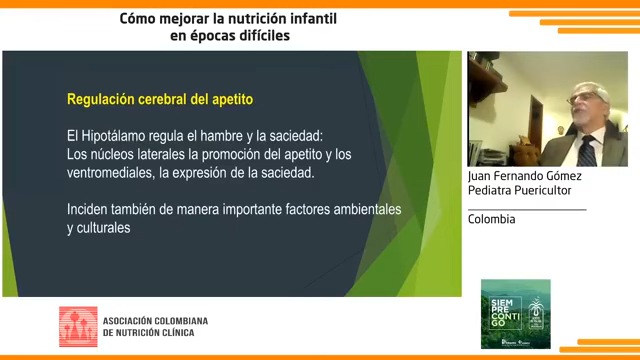 Cómo mejorar la nutrición infantil
en épocas difíciles
Regulación cerebral del apetito
El Hipotálamo regula el hambre y la saciedad:
Los núcleos laterales la promoción del apetito y los
ventromediales, la expresión de la saciedad.
Inciden también de manera importante factores ambientales
y culturales
Juan Fernando Gómez
Pediatra Puericultor
Colombia
ASOCIACIÓN COLOMBIANA
DE NUTRICIÓN CLÍNICA
SIEM
PRE
CONTI
GO